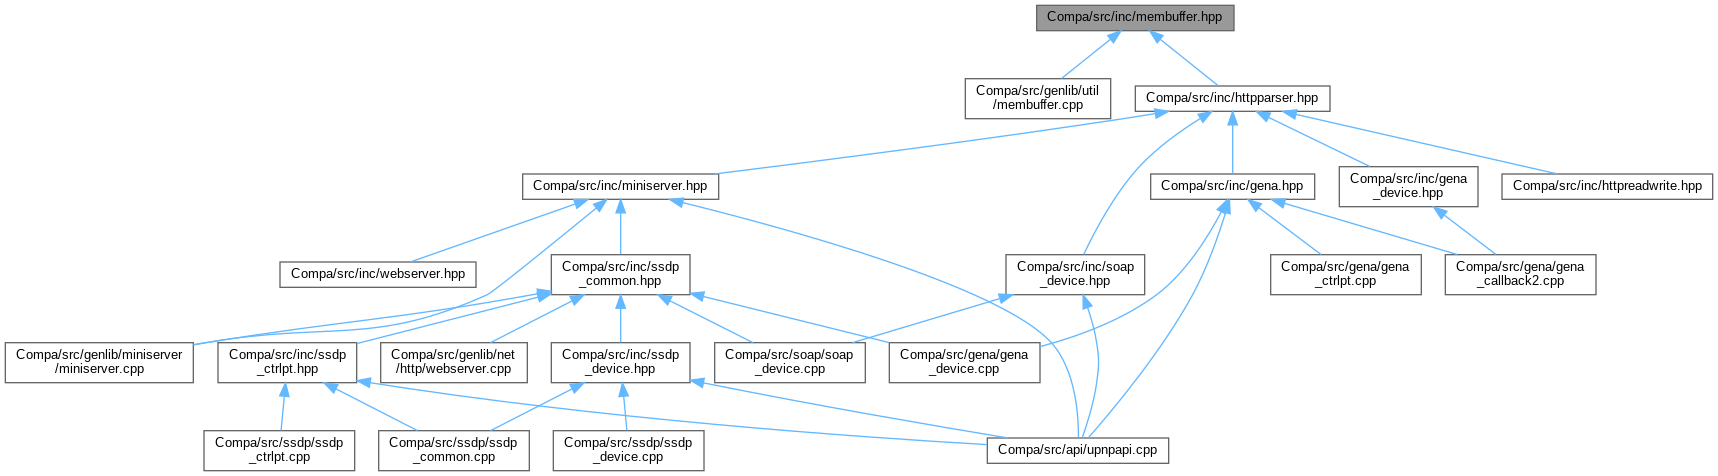 Compa/src/inc/membuffer.hpp
Compa/src/genlib/util
/membuffer.cpp
Compa/src/inc/httpparser.hpp
Compa/src/inc/miniserver.hpp
Compa/src/inc/gena.hpp
Compa/src/inc/gena
_device.hpp
Compa/src/inc/httpreadwrite.hpp
Compa/src/inc/webserver.hpp
Compa/src/inc/ssdp
_common.hpp
Compa/src/inc/soap
_device.hpp
Compa/src/gena/gena
_ctrlpt.cpp
Compa/src/gena/gena
_callback2.cpp
Compa/src/genlib/miniserver
/miniserver.cpp
Compa/src/inc/ssdp
_ctrlpt.hpp
Compa/src/genlib/net
/http/webserver.cpp
Compa/src/inc/ssdp
_device.hpp
Compa/src/soap/soap
_device.cpp
Compa/src/gena/gena
_device.cpp
Compa/src/ssdp/ssdp
_ctrlpt.cpp
Compa/src/ssdp/ssdp
_common.cpp
Compa/src/ssdp/ssdp
_device.cpp
Compa/src/api/upnpapi.cpp